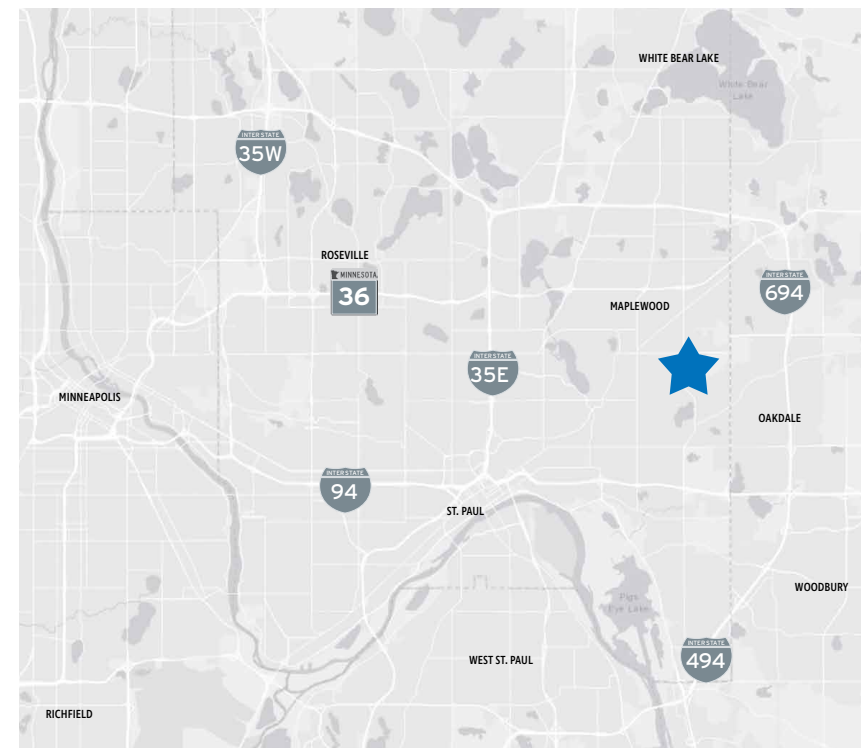 WHITE BEAR LAKE
White Bear
Lake
INTERSTATE
35W
ROSEVILLE
MINNESOTA
36
INTERSTATE
694
MAPLEWOOD
INTERSTATE
35E
MINNEAPOLIS
OAKDALE
INTERSTATE
94
ST. PAUL
WOODBURY
Pigs
Eye Lake
INTERSTATE
494
WEST ST. PAUL
RICHFIELD